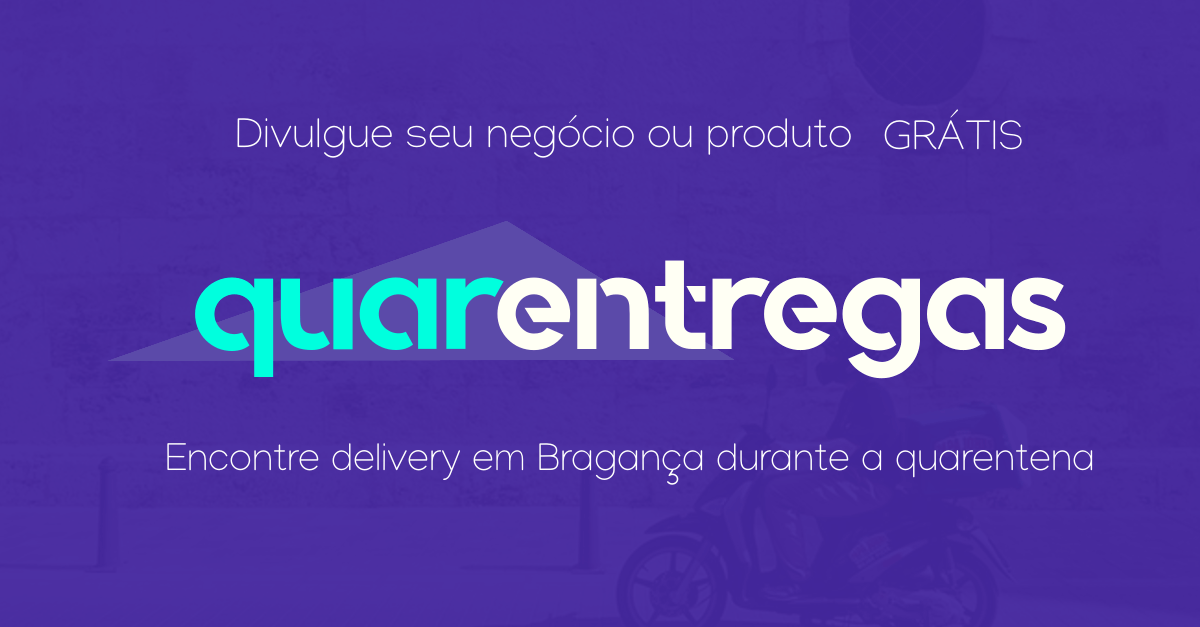 Divulgue seu negócio ou produto GRÁTIS
quarentregas
Encontre delivery em Bragança durante a quarentena